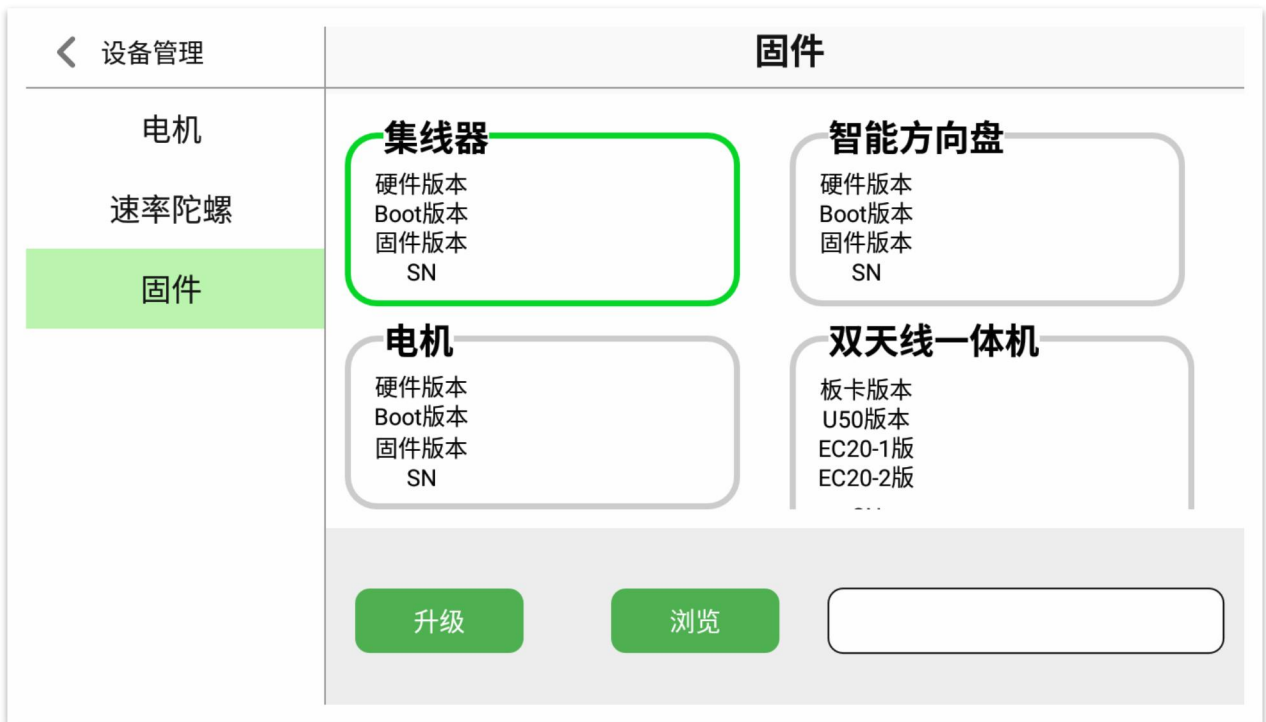 设备管理
固件
电机
速率陀螺
固件
集线器
硬件版本
Boot版本
固件版本
SN
智能方向盘
硬件版本
Boot版本
固件版本
SN
电机
硬件版本
Boot版本
固件版本
SN
双天线一体机
板卡版本
U50版本
EC20-1版
EC20-2版
升级
浏览